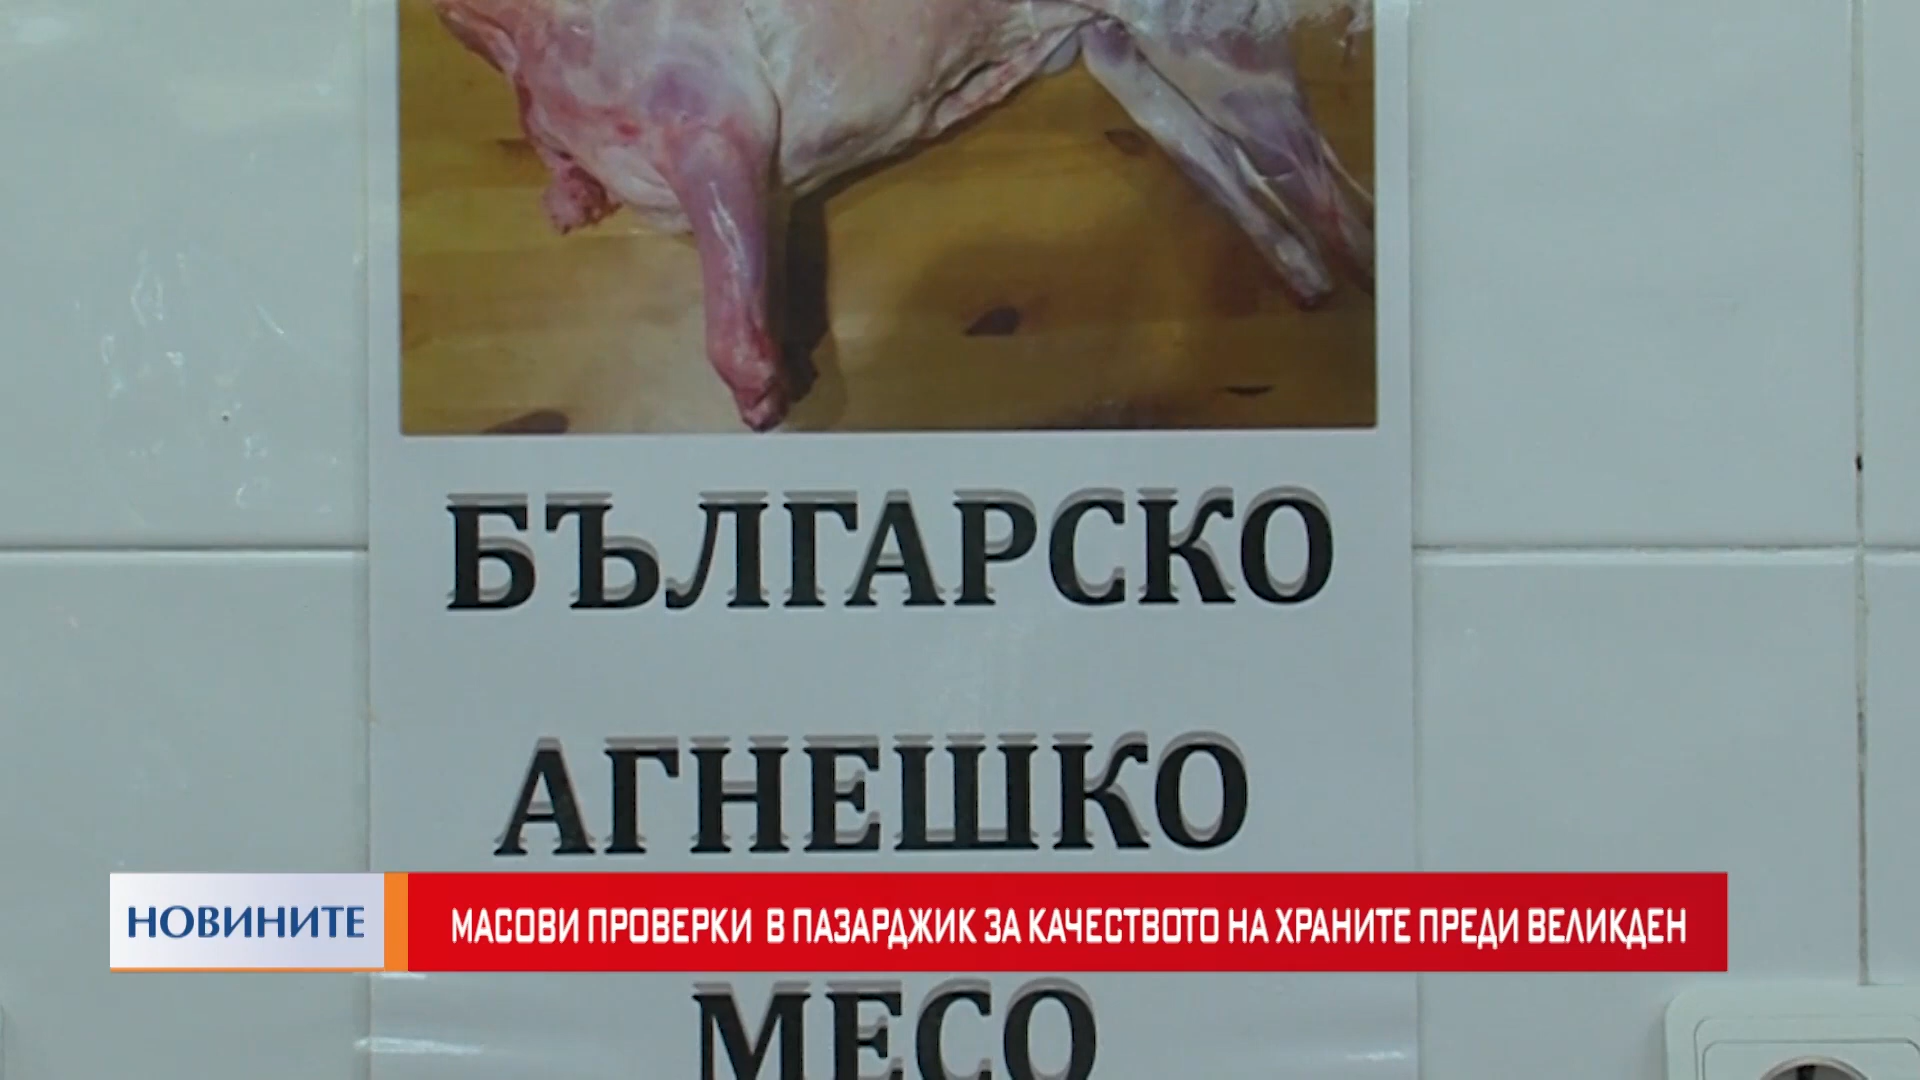 БЪЛГАРСКО
АГНЕШКО
НОВИНИТЕ
МАСОВИ ПРОВЕРКИ В ПАЗАРДЖИК ЗА КАЧЕСТВОТО НА ХРАНИТЕ ПРЕДИ ВЕЛИКДЕН
МЕСО